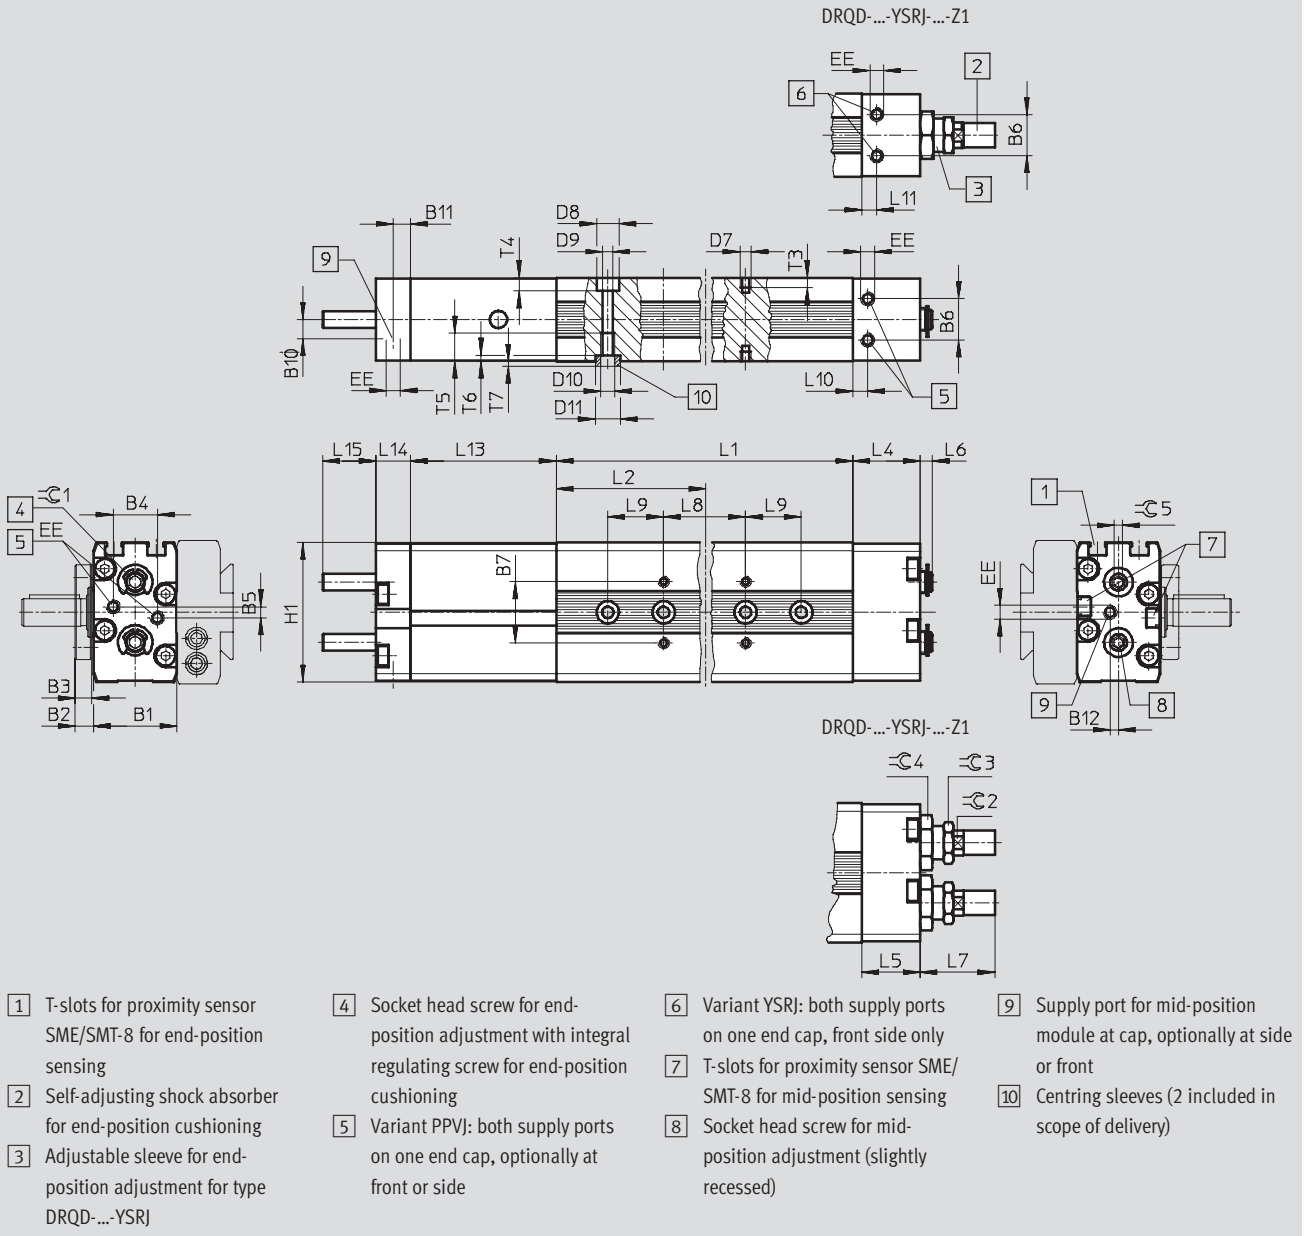 DRQD-...-YSRJ-...-Z1
EE
2
6
B6
3
L11
B11
D8
D9
T4
D7
T3
EE
9
B6
B10
EE
T5
T6
T7
D10
D11
10
L10
5
L15 L14 L13 L1 L4 L6
L2
L9 L8 L9
B7
H1
4
1
B4
5
EE
B5
B3
B2 B1
1
5
7
EE
9
B12
8
DRQD-...-YSRJ-...-Z1
4
3
2
L5 L7
1 T-slots for proximity sensor
SME/SMT-8 for end-position
sensing
2 Self-adjusting shock absorber
for end-position cushioning
3 Adjustable sleeve for end-
position adjustment for type
DRQD-...-YSRJ
4 Socket head screw for end-
position adjustment with integral
regulating screw for end-position
cushioning
5 Variant PPVJ: both supply ports
on one end cap, optionally at
front or side
6 Variant YSRJ: both supply ports
on one end cap, front side only
7 T-slots for proximity sensor SME/
SMT-8 for mid-position sensing
8 Socket head screw for mid-
position adjustment (slightly
recessed)
9 Supply port for mid-position
module at cap, optionally at side
or front
10 Centring sleeves (2 included in
scope of delivery)